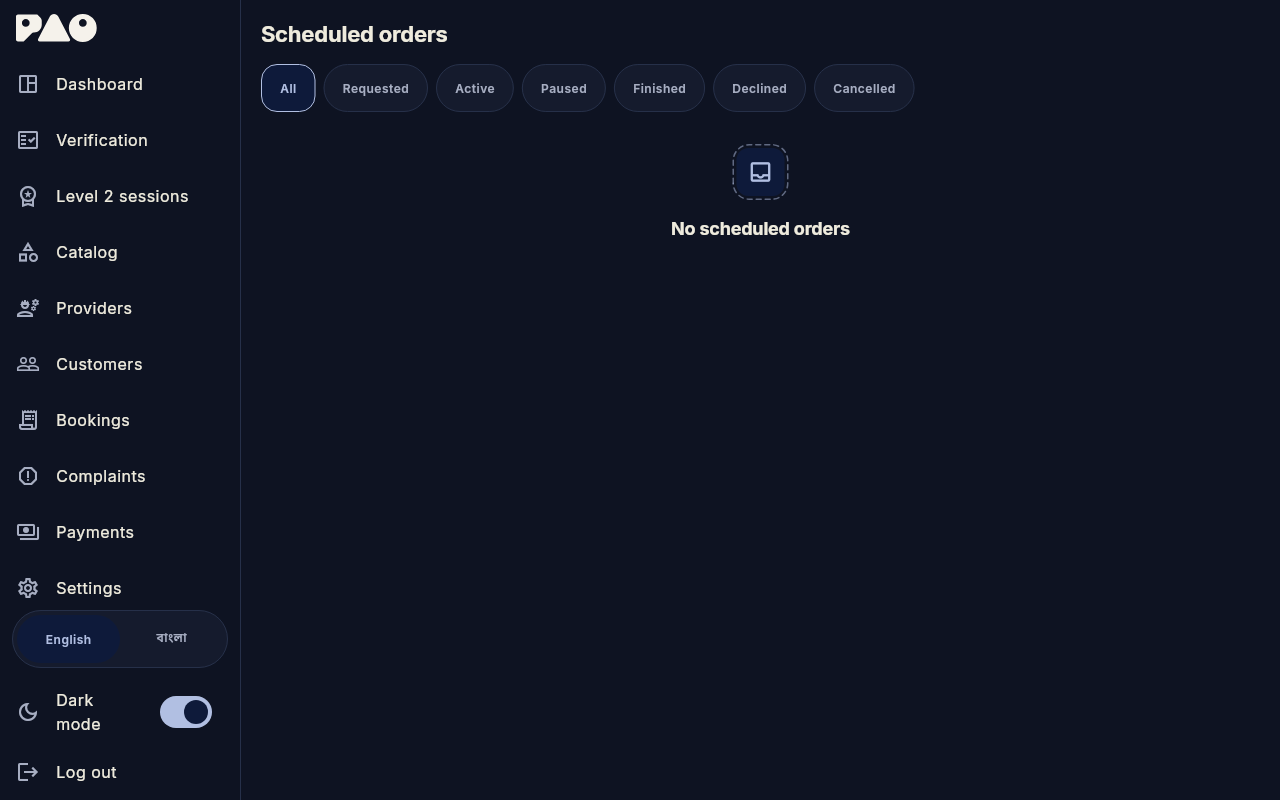 PAO
Dashboard
Verification
Level 2 sessions
Catalog
Providers
Customers
Bookings
Complaints
Payments
Settings
English
বাংলা
Dark
mode
Log out
Scheduled orders
All
Requested
Active
Paused
Finished
Declined
Cancelled
No scheduled orders